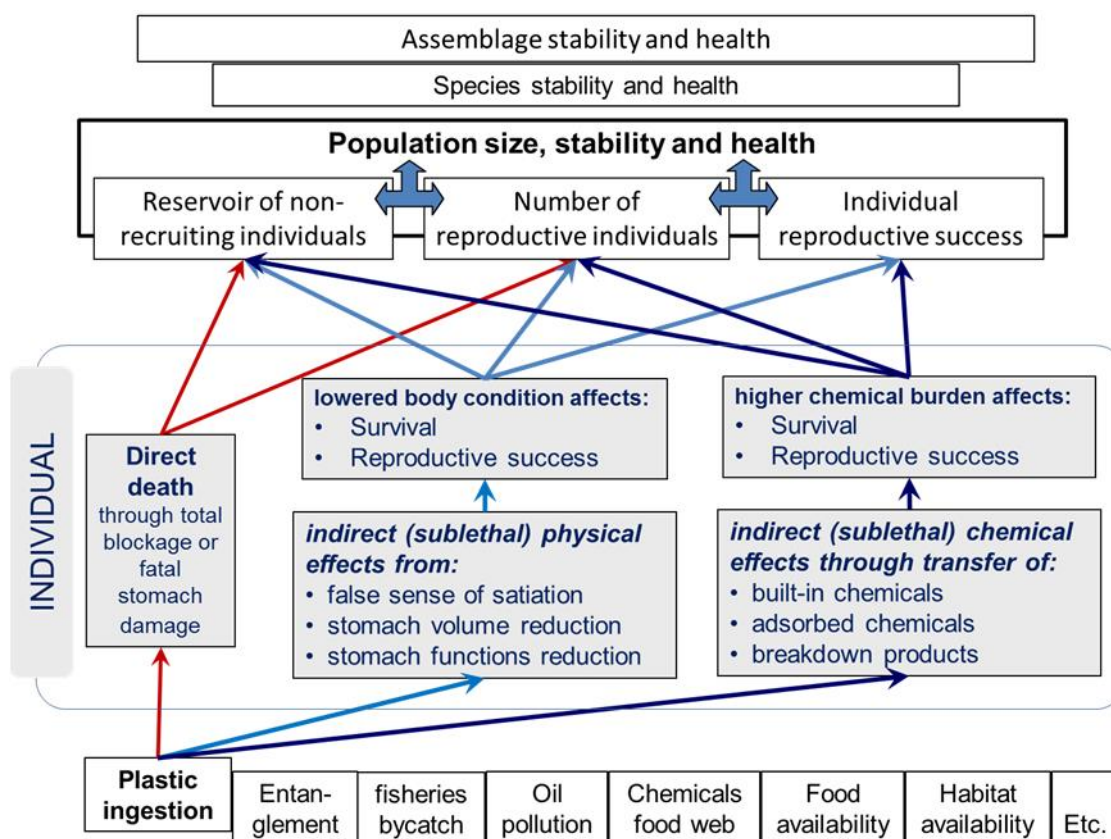 Assemblage stability and health
Species stability and health
Population size, stability and health
Reservoir of non-
recruiting individuals
Number of
reproductive individuals
Individual
reproductive success
INDIVIDUAL
Direct
death
through total
blockage or
fatal
stomach
damage
lowered body condition affects:
• Survival
• Reproductive success
higher chemical burden affects:
• Survival
• Reproductive success
indirect (sublethal) physical
effects from:
• false sense of satiation
• stomach volume reduction
• stomach functions reduction
indirect (sublethal) chemical
effects through transfer of:
• built-in chemicals
• adsorbed chemicals
• breakdown products
Plastic
ingestion
Entan-
glement
fisheries
bycatch
Oil
pollution
Chemicals
food web
Food
availability
Habitat
availability
Etc.